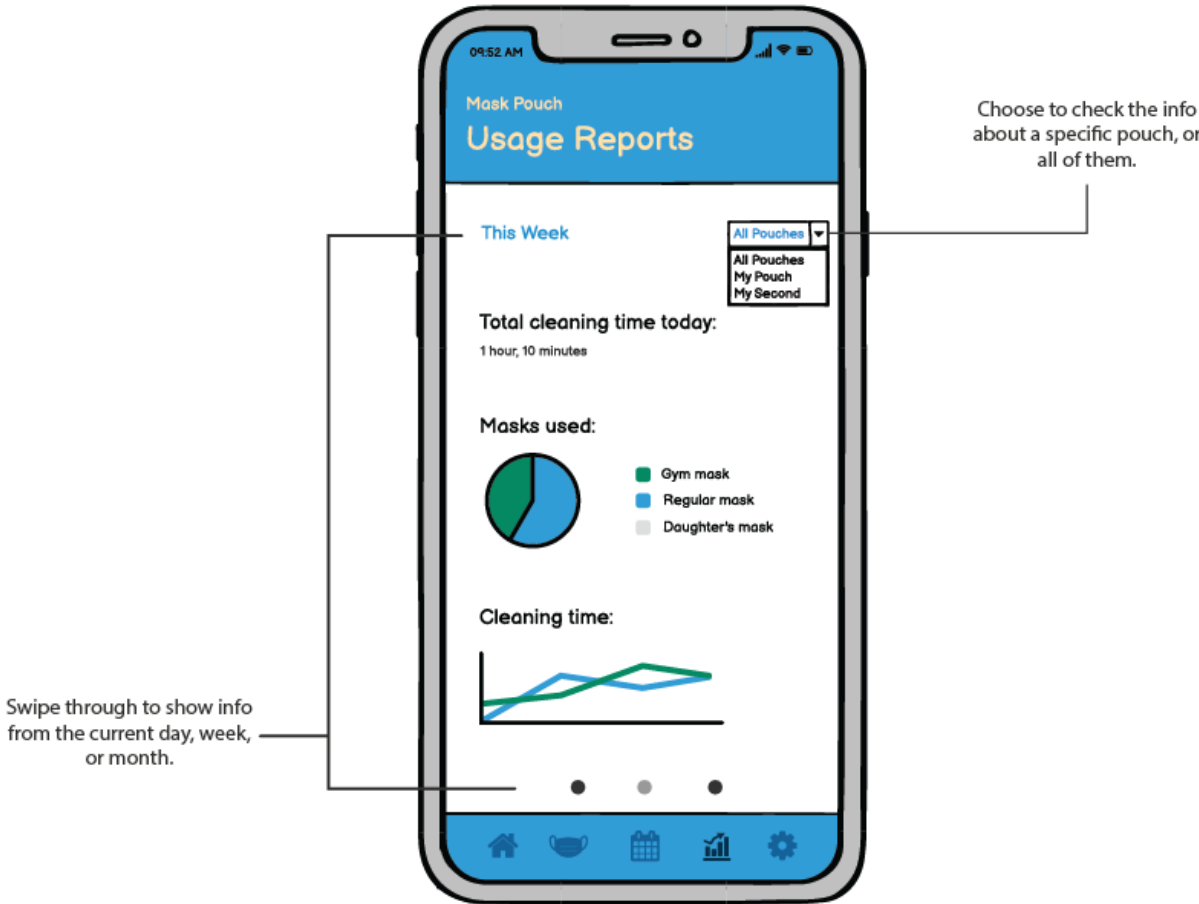 09:52 AM
Mask Pouch
Usage Reports
Choose to check the info
about a specific pouch, or
all of them.
This Week
All Pouches
All Pouches
My Pouch
My Second
Total cleaning time today:
1 hour, 10 minutes
Masks used:
Gym mask
Regular mask
Daughter's mask
Cleaning time:
Swipe through to show info
from the current day, week,
or month.